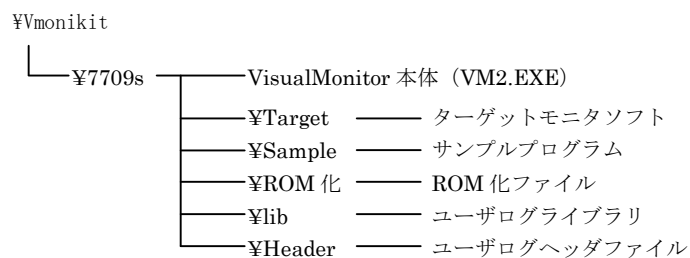 ¥Vmonikit
¥7709s VisualMonitor 本体（VM2.EXE）
¥Target ターゲットモニタソフト
¥Sample サンプルプログラム
¥ROM 化 ROM 化ファイル
¥lib ユーザログライブラリ
¥Header ユーザログヘッダファイル